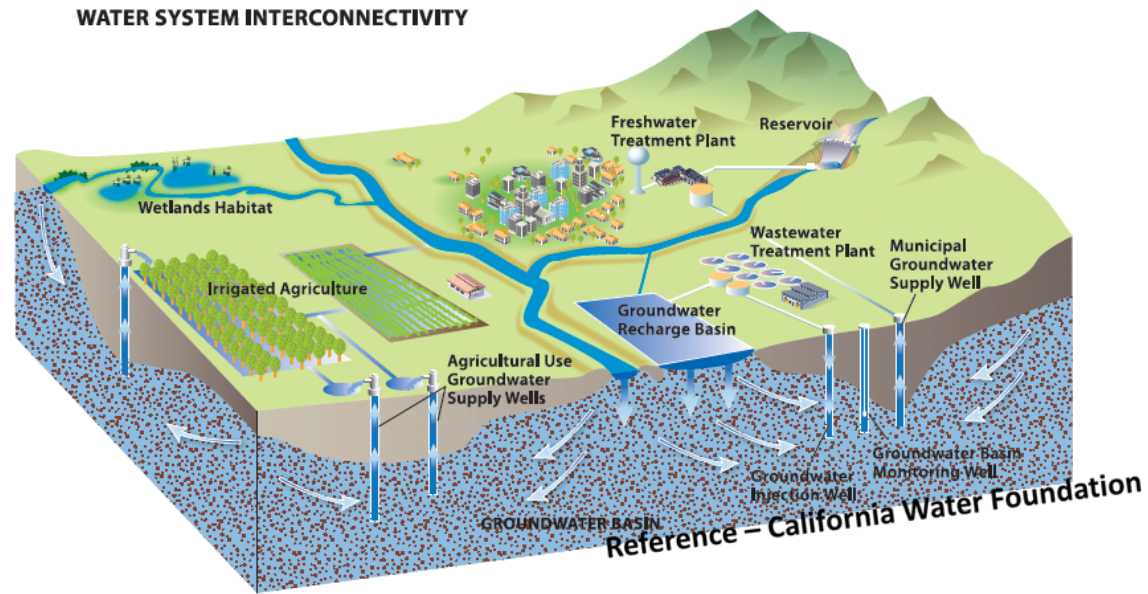 WATER SYSTEM INTERCONNECTIVITY
Freshwater
Treatment Plant
Reservoir
Wetlands Habitat
Wastewater
Treatment Plant
Municipal
Groundwater
Supply Well
Irrigated Agriculture
Groundwater
Recharge Basin
Agricultural Use
Groundwater
Supply Wells
Groundwater Basin
Monitoring Well
Groundwater
Injection Well
GROUNDWATER BASIN
Reference – California Water Foundation